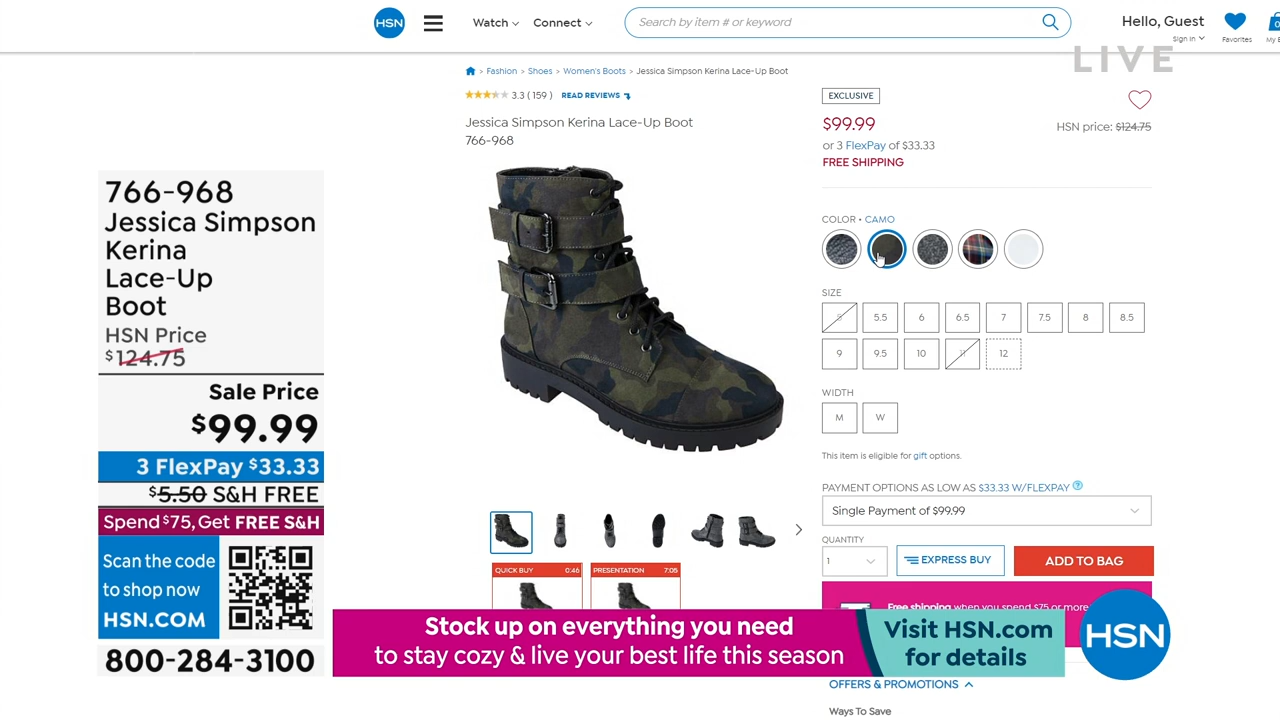 HSN
Watch
Connect
Search by item # or keyword
Hello, Guest
Sign In
Favorites
0
LIVE
Fashion > Shoes > Women's Boots > Jessica Simpson Kerina Lace-Up Boot
3.3 ( 159 ) READ REVIEWS
Jessica Simpson Kerina Lace-Up Boot
766-968
EXCLUSIVE
$99.99
HSN price: $124.75
or 3 FlexPay of $33.33
FREE SHIPPING
COLOR • CAMO
SIZE
5.5 6 6.5 7 7.5 8 8.5
9 9.5 10 11 12
WIDTH
M W
This item is eligible for gift options.
PAYMENT OPTIONS AS LOW AS $33.33 W/FLEXPAY ?
Single Payment of $99.99
QUANTITY
1
EXPRESS BUY
ADD TO BAG
Free shipping when you spend $75 or more
OFFERS & PROMOTIONS
Ways To Save
QUICK BUY 0:46
PRESENTATION 7:05
766-968
Jessica Simpson
Kerina
Lace-Up
Boot
HSN Price
$124.75
Sale Price
$99.99
3 FlexPay $33.33
$5.50 S&H FREE
Spend $75, Get FREE S&H
Scan the code
to shop now
HSN.COM
800-284-3100
Stock up on everything you need
to stay cozy & live your best life this season
Visit HSN.com
for details
HSN